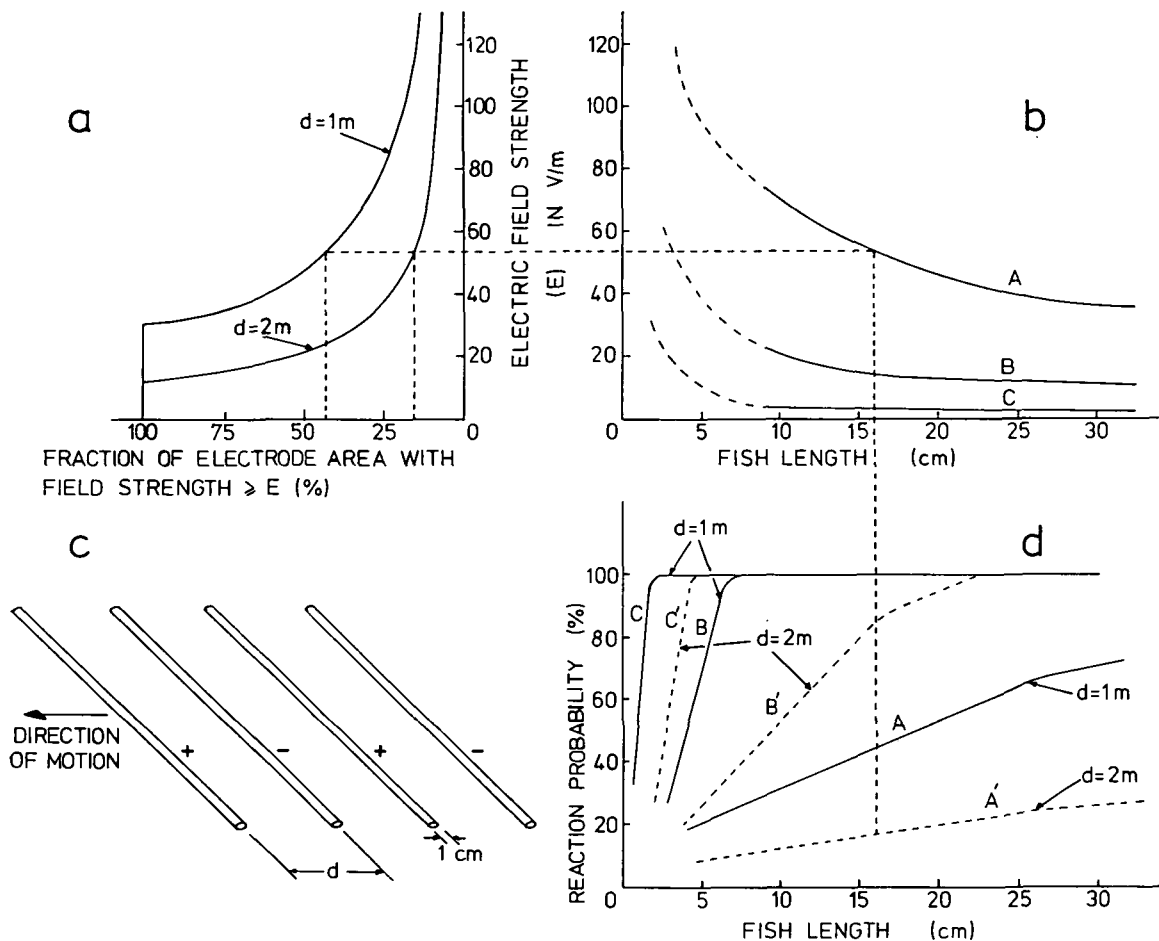 a
120
100
80
60
40
20
d=1m
d=2m
ELECTRIC FIELD STRENGTH
(E) IN V/m
100 75 50 25 0
FRACTION OF ELECTRODE AREA WITH
FIELD STRENGTH ⩾ E (%)
b
120
100
80
60
40
20
A
B
C
0 5 10 15 20 25 30
FISH LENGTH (cm)
c
DIRECTION
OF MOTION
+ - + -
1 cm
d
d
d=1m
100
80
60
40
20
0
REACTION PROBABILITY (%)
C C' B
d=2m
B'
A
d=1m
A'
d=2m
5 10 15 20 25 30
FISH LENGTH (cm)